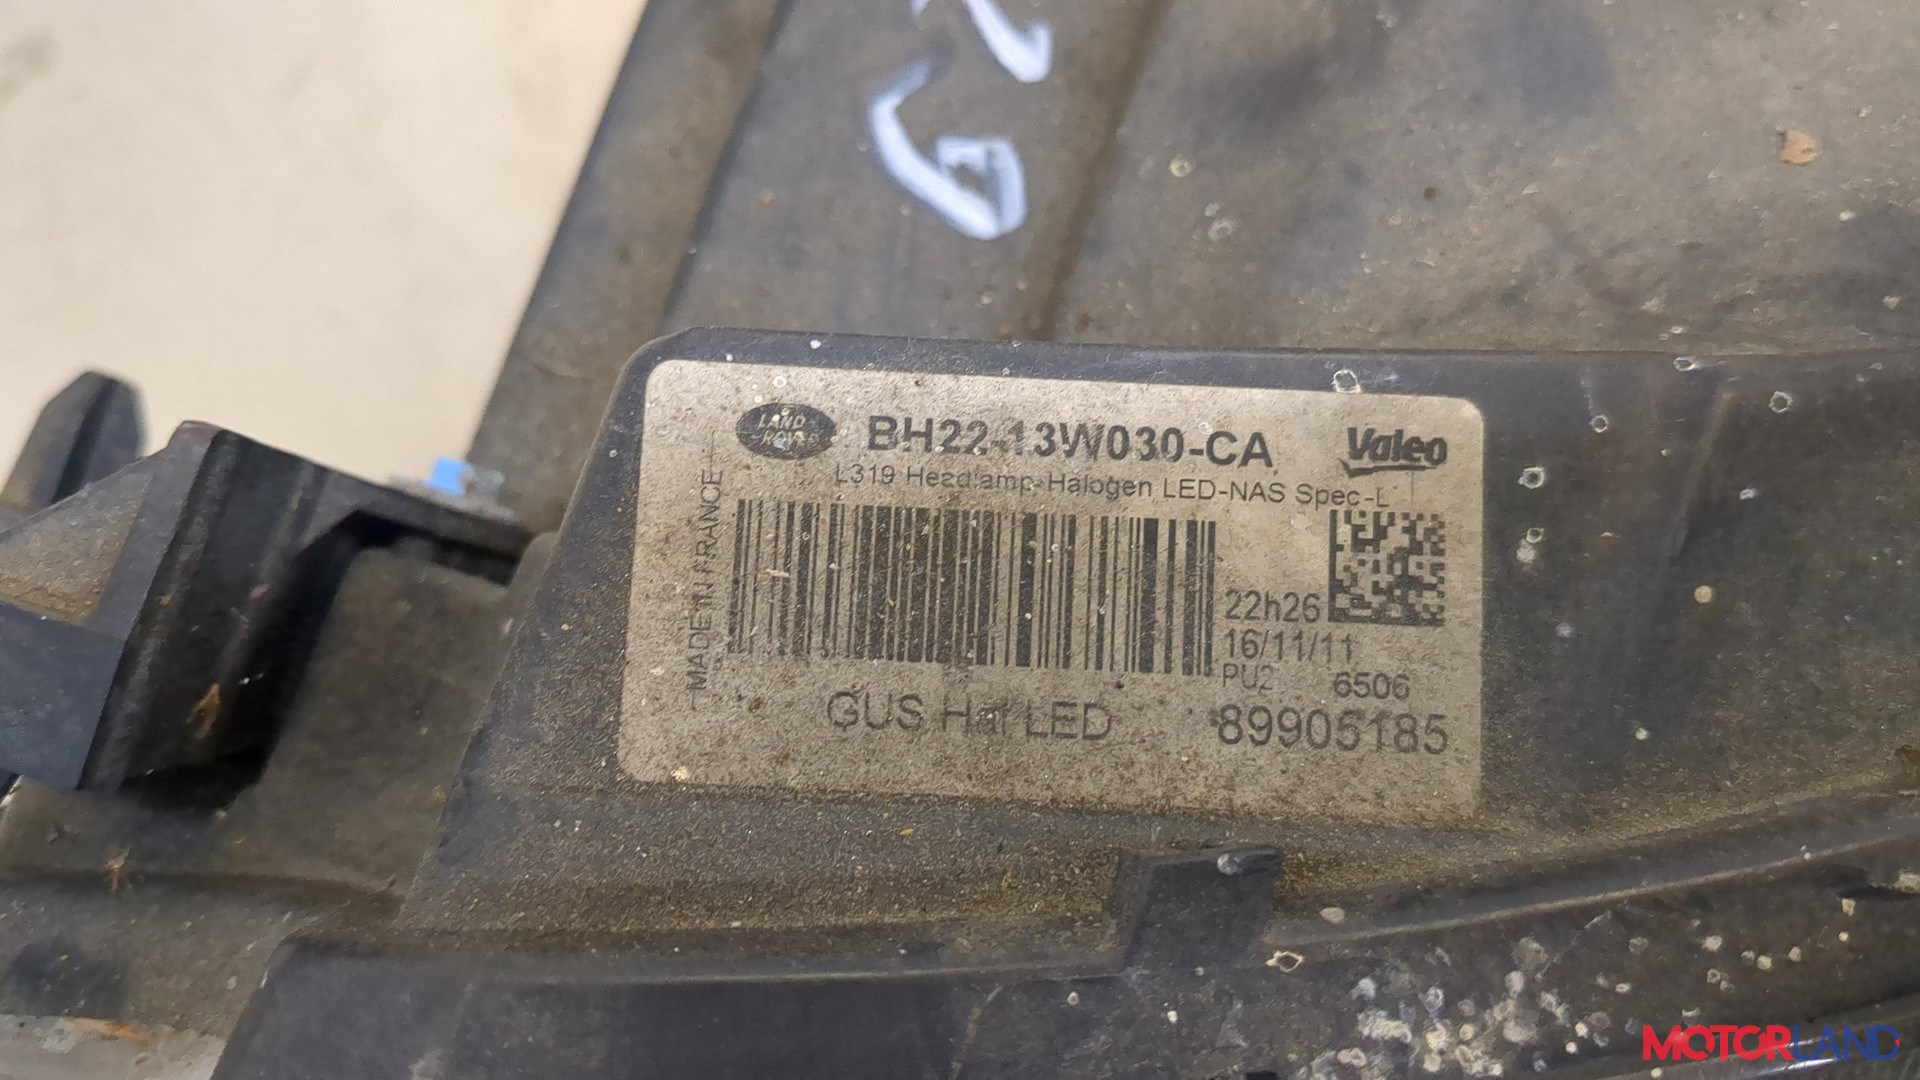 LAND ROVER
BH22-13W030-CA
Valeo
L319 Headlamp-Halogen LED-NAS Spec-L
MADE IN FRANCE
22h26
16/11/11
PU2 6506
GUS Hal LED 89905185
MOTORLAND